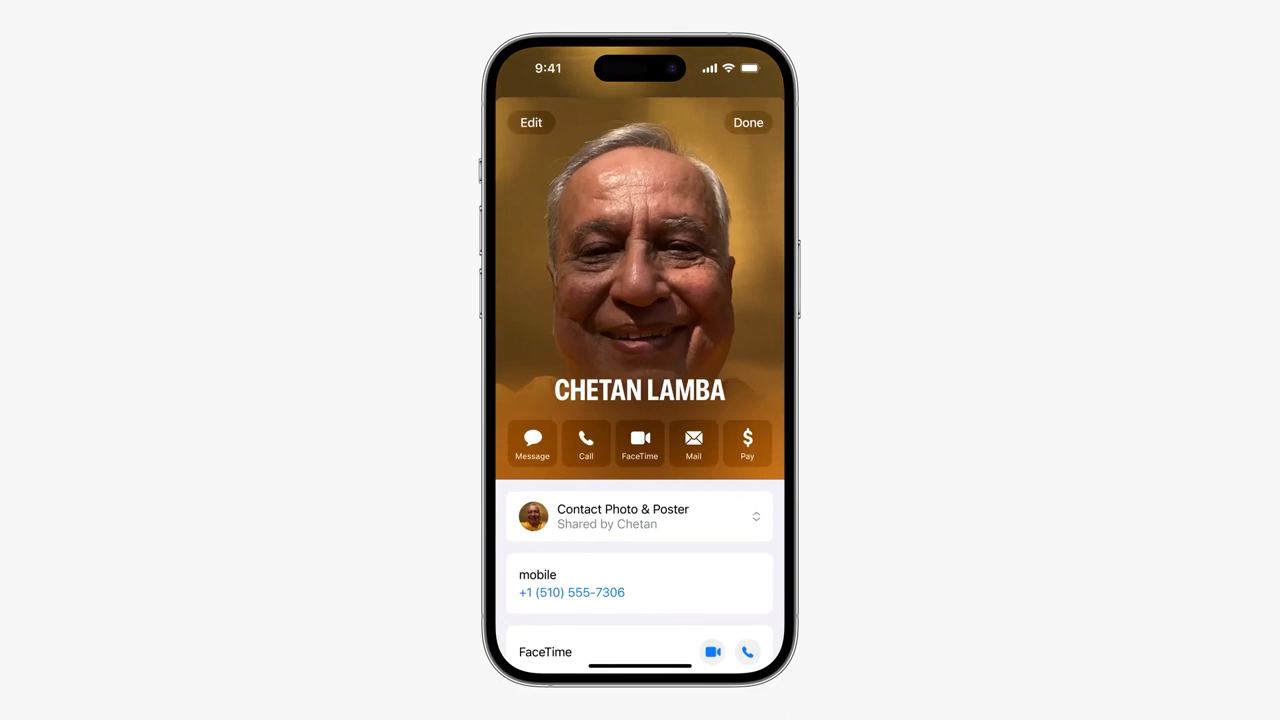 9:41
Edit
Done
CHETAN LAMBA
Message
Call
FaceTime
Mail
$
Pay
Contact Photo & Poster
Shared by Chetan
mobile
+1 (510) 555-7306
FaceTime